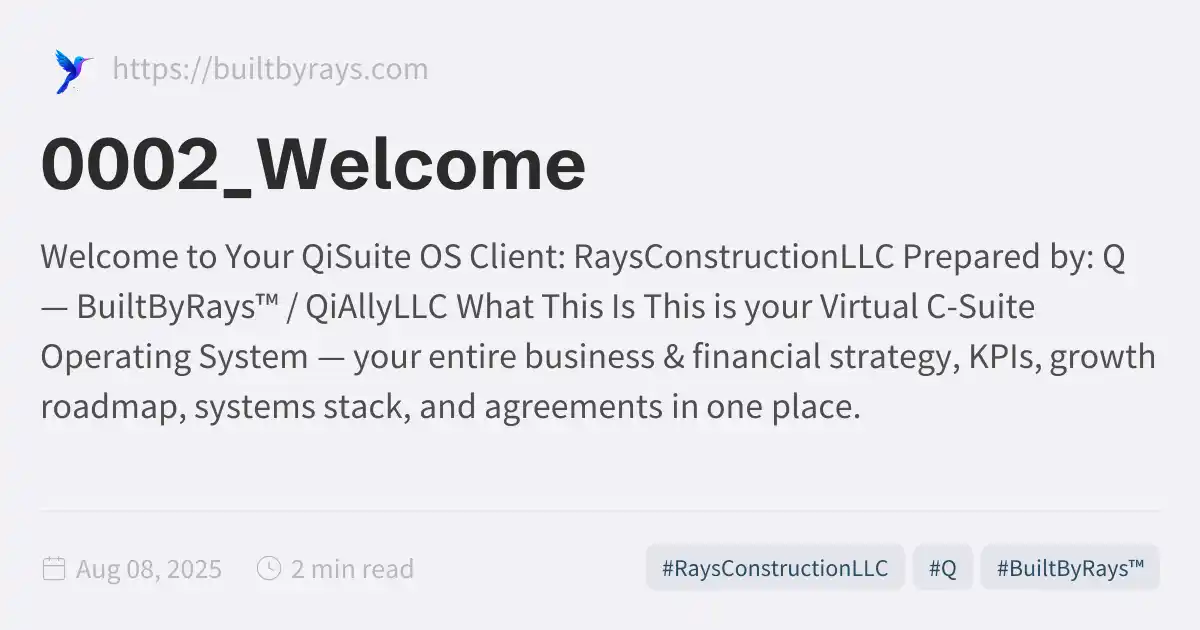 https://builtbyrays.com
0002_Welcome
Welcome to Your QiSuite OS Client: RaysConstructionLLC Prepared by: Q
— BuiltByRays™ / QiAllyLLC What This Is This is your Virtual C-Suite
Operating System — your entire business & financial strategy, KPIs, growth
roadmap, systems stack, and agreements in one place.
Aug 08, 2025 2 min read #RaysConstructionLLC #Q #BuiltByRays™